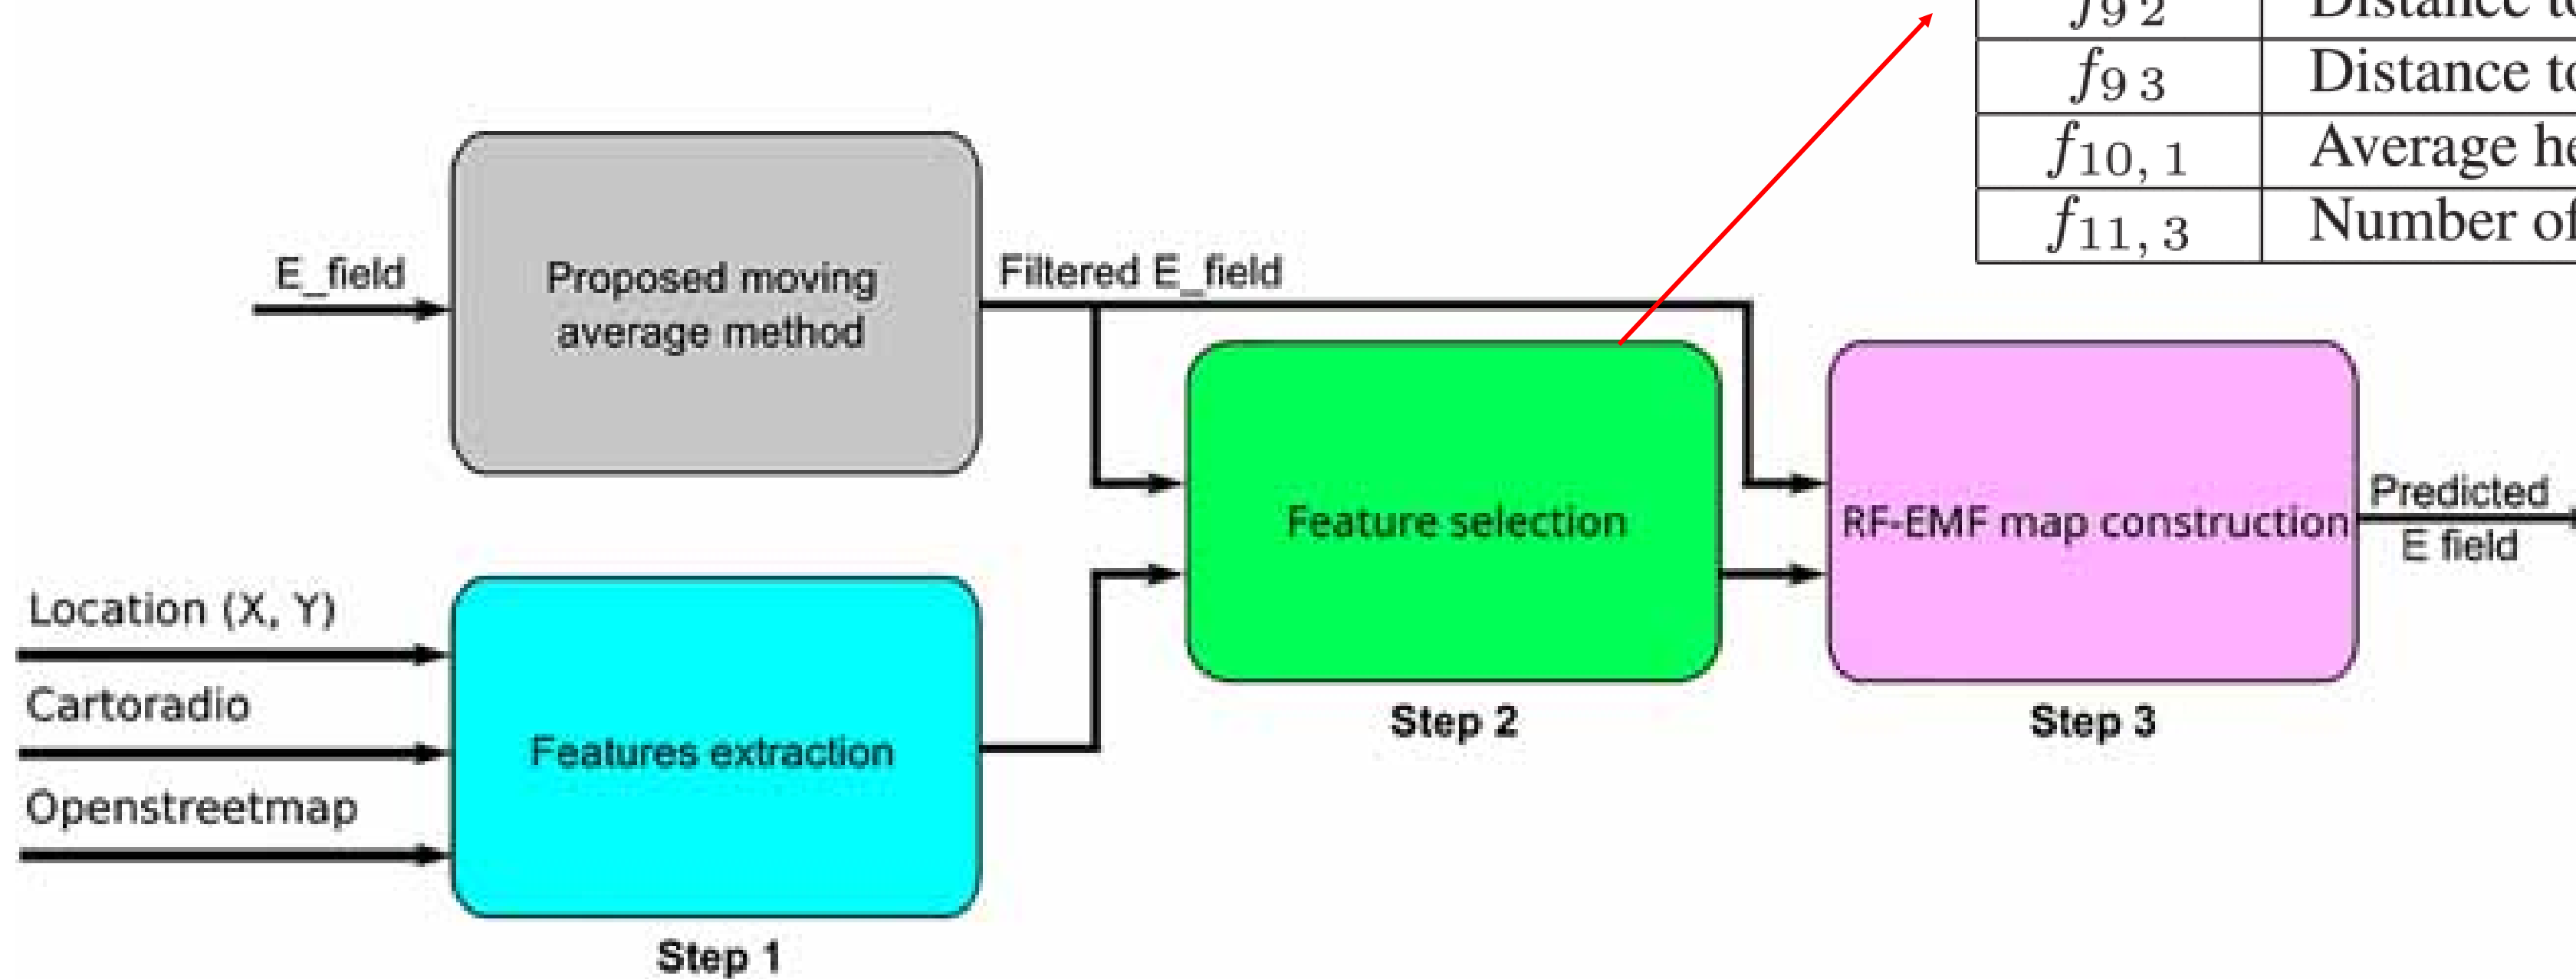 f9 2 Distance to
f9 3 Distance to
f10, 1 Average he
f11, 3 Number of
E_field
Proposed moving
average method
Filtered E_field
Feature selection
RF-EMF map construction
Predicted
E field
Step 2
Step 3
Location (X, Y)
Cartoradio
Openstreetmap
Features extraction
Step 1